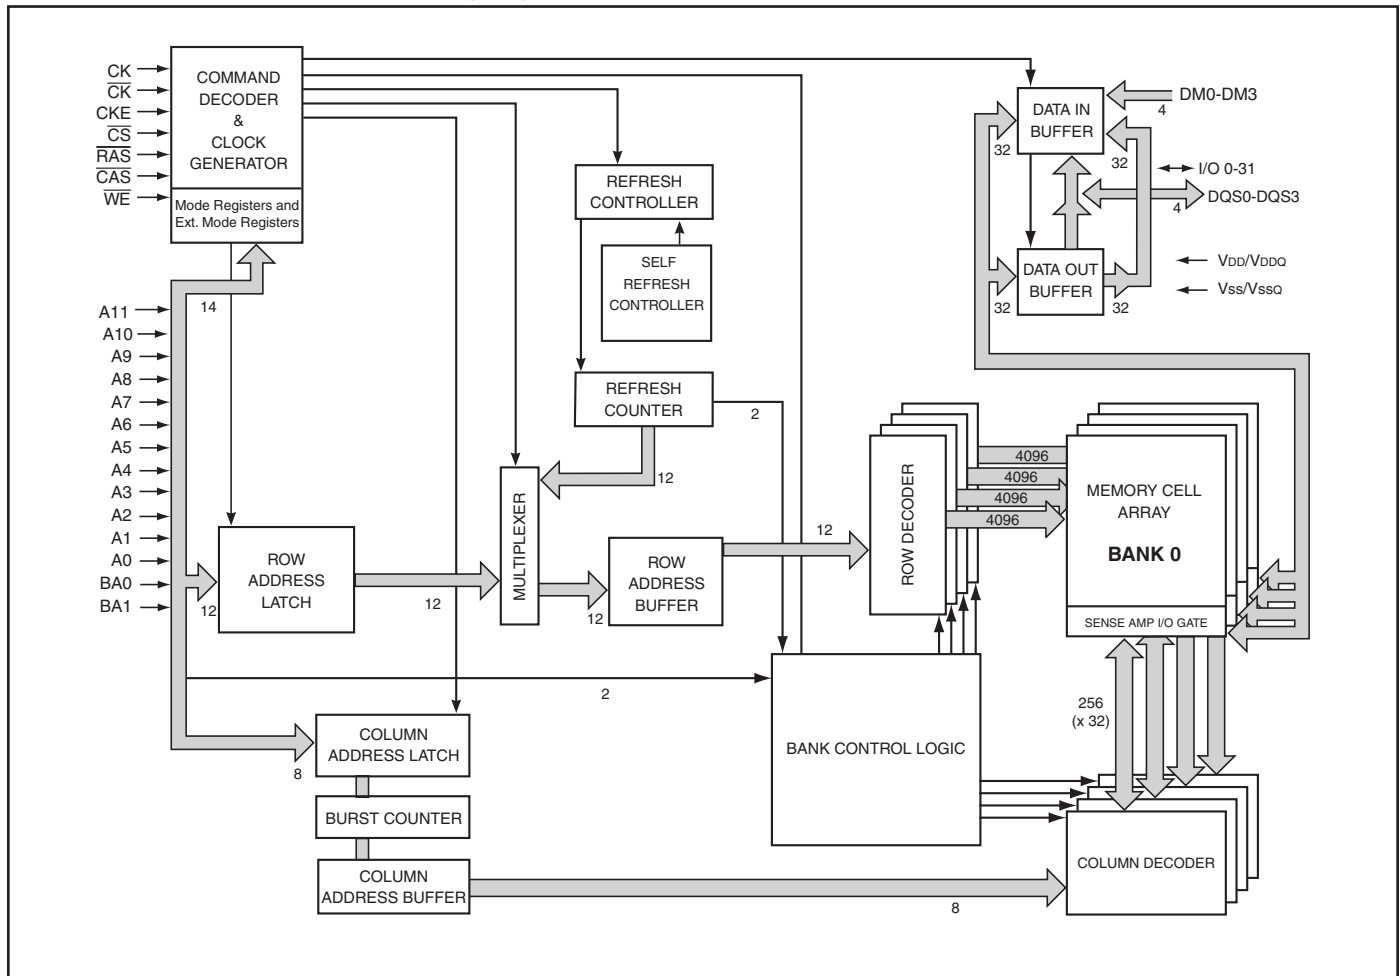 CK
CK
CKE
CS
RAS
CAS
WE
COMMAND
DECODER
&
CLOCK
GENERATOR
Mode Registers and
Ext. Mode Registers
14
A11
A10
A9
A8
A7
A6
A5
A4
A3
A2
A1
A0
BA0
BA1
12
ROW
ADDRESS
LATCH
12
MULTIPLEXER
12
REFRESH
CONTROLLER
SELF
REFRESH
CONTROLLER
REFRESH
COUNTER
2
12
ROW
ADDRESS
BUFFER
12
ROW DECODER
4096
4096
4096
4096
MEMORY CELL
ARRAY
BANK 0
SENSE AMP I/O GATE
256
(x 32)
DATA IN
BUFFER
DM0-DM3
4
32
32
I/O 0-31
DQS0-DQS3
4
DATA OUT
BUFFER
32
32
VDD/VDDQ
Vss/VssQ
2
BANK CONTROL LOGIC
8
COLUMN
ADDRESS LATCH
BURST COUNTER
COLUMN
ADDRESS BUFFER
8
COLUMN DECODER